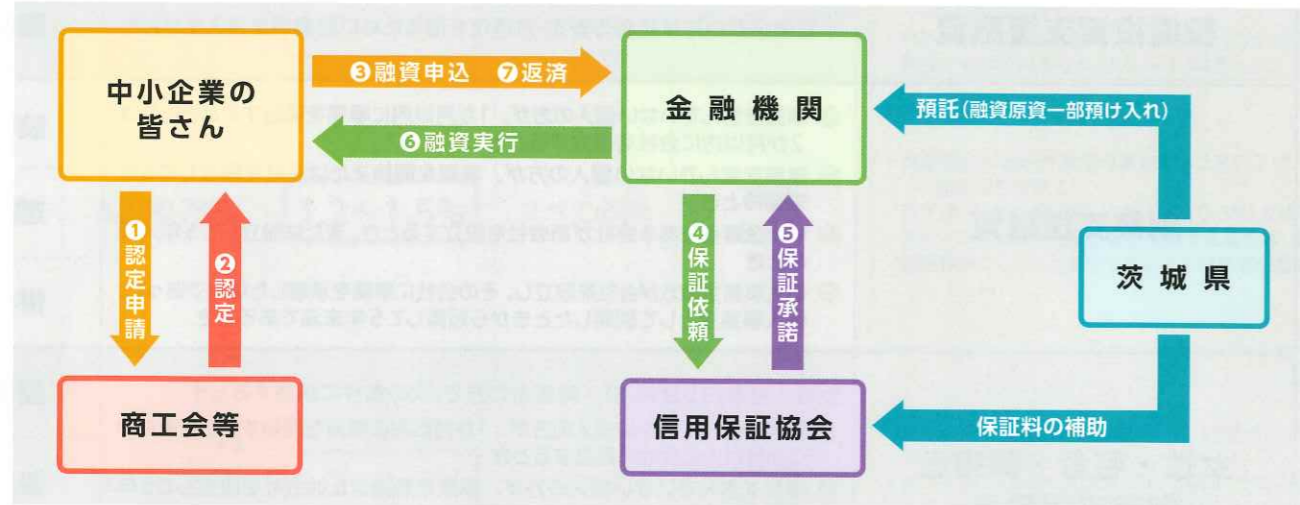 中小企業の
皆さん
❸融資申込 ❼返済
❻融資実行
金融機関
預託(融資原資一部預け入れ)
❶認定申請
❷認定
❹保証依頼
❺保証承諾
茨城県
商工会等
信用保証協会
保証料の補助